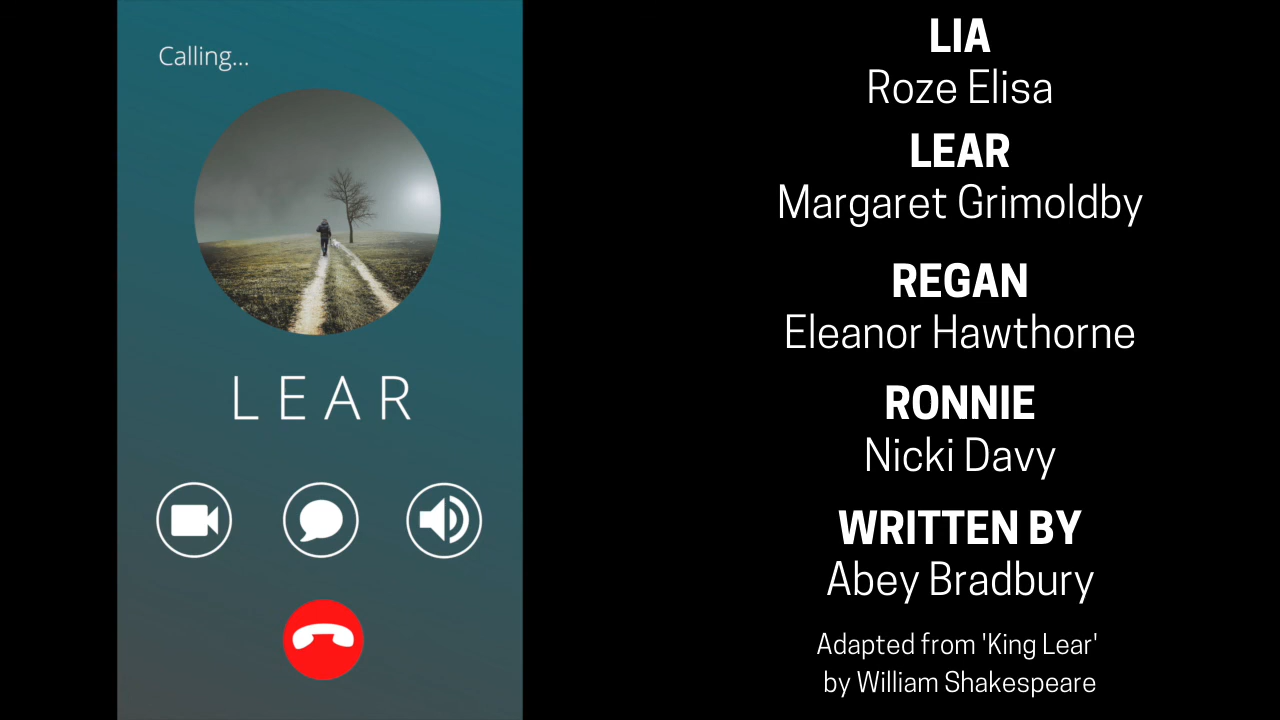 Calling...
LEAR
LIA
Roze Elisa
LEAR
Margaret Grimoldby
REGAN
Eleanor Hawthorne
RONNIE
Nicki Davy
WRITTEN BY
Abey Bradbury
Adapted from 'King Lear'
by William Shakespeare